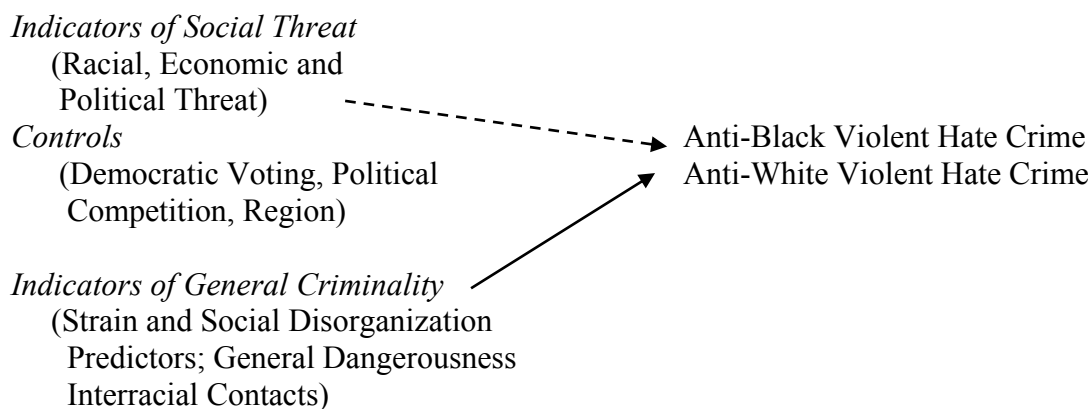 Indicators of Social Threat
(Racial, Economic and
Political Threat)
Controls
(Democratic Voting, Political
Competition, Region)
Indicators of General Criminality
(Strain and Social Disorganization
Predictors; General Dangerousness
Interracial Contacts)
Anti-Black Violent Hate Crime
Anti-White Violent Hate Crime